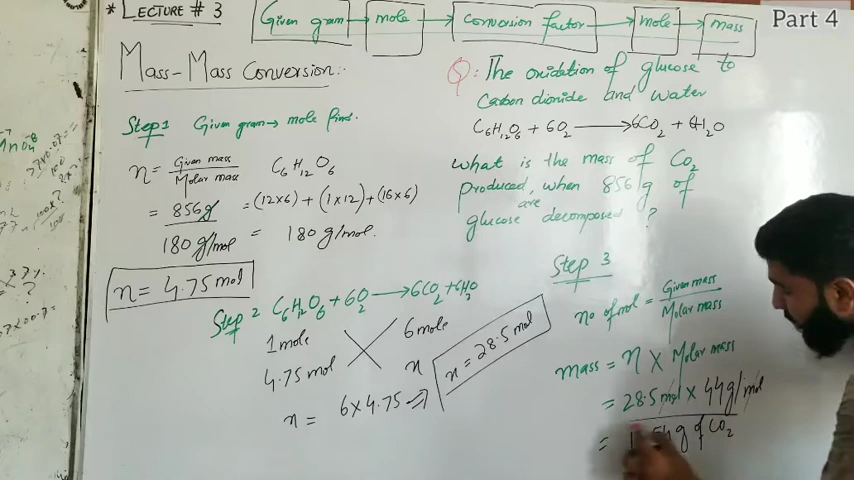 * LECTURE # 3
Given gram → mole → Conversion factor → mole → mass
Part 4
Mass-Mass Conversion:-
Step 1 Given gram → mole find.
n = Given mass / Molar mass C₆H₁₂O₆
= 856g / 180 g/mol = (12×6) + (1×12) + (16×6)
= 180 g/mol.
n = 4.75 mol
Step 2 C₆H₁₂O₆ + 6O₂ → 6CO₂ + 6H₂O
1 mole 6 mole
4.75 mol n
n = 6×4.75 ⇒ n = 28.5 mol
Q: The oxidation of glucose to
Carbon dioxide and water
C₆H₁₂O₆ + 6O₂ → 6CO₂ + 6H₂O
what is the mass of CO₂
produced, when 856 g of
are
glucose decomposed ?
Step 3
no of mol = Given mass / Molar mass
mass = n × Molar mass
= 28.5 mol × 44g/mol
= g of CO₂